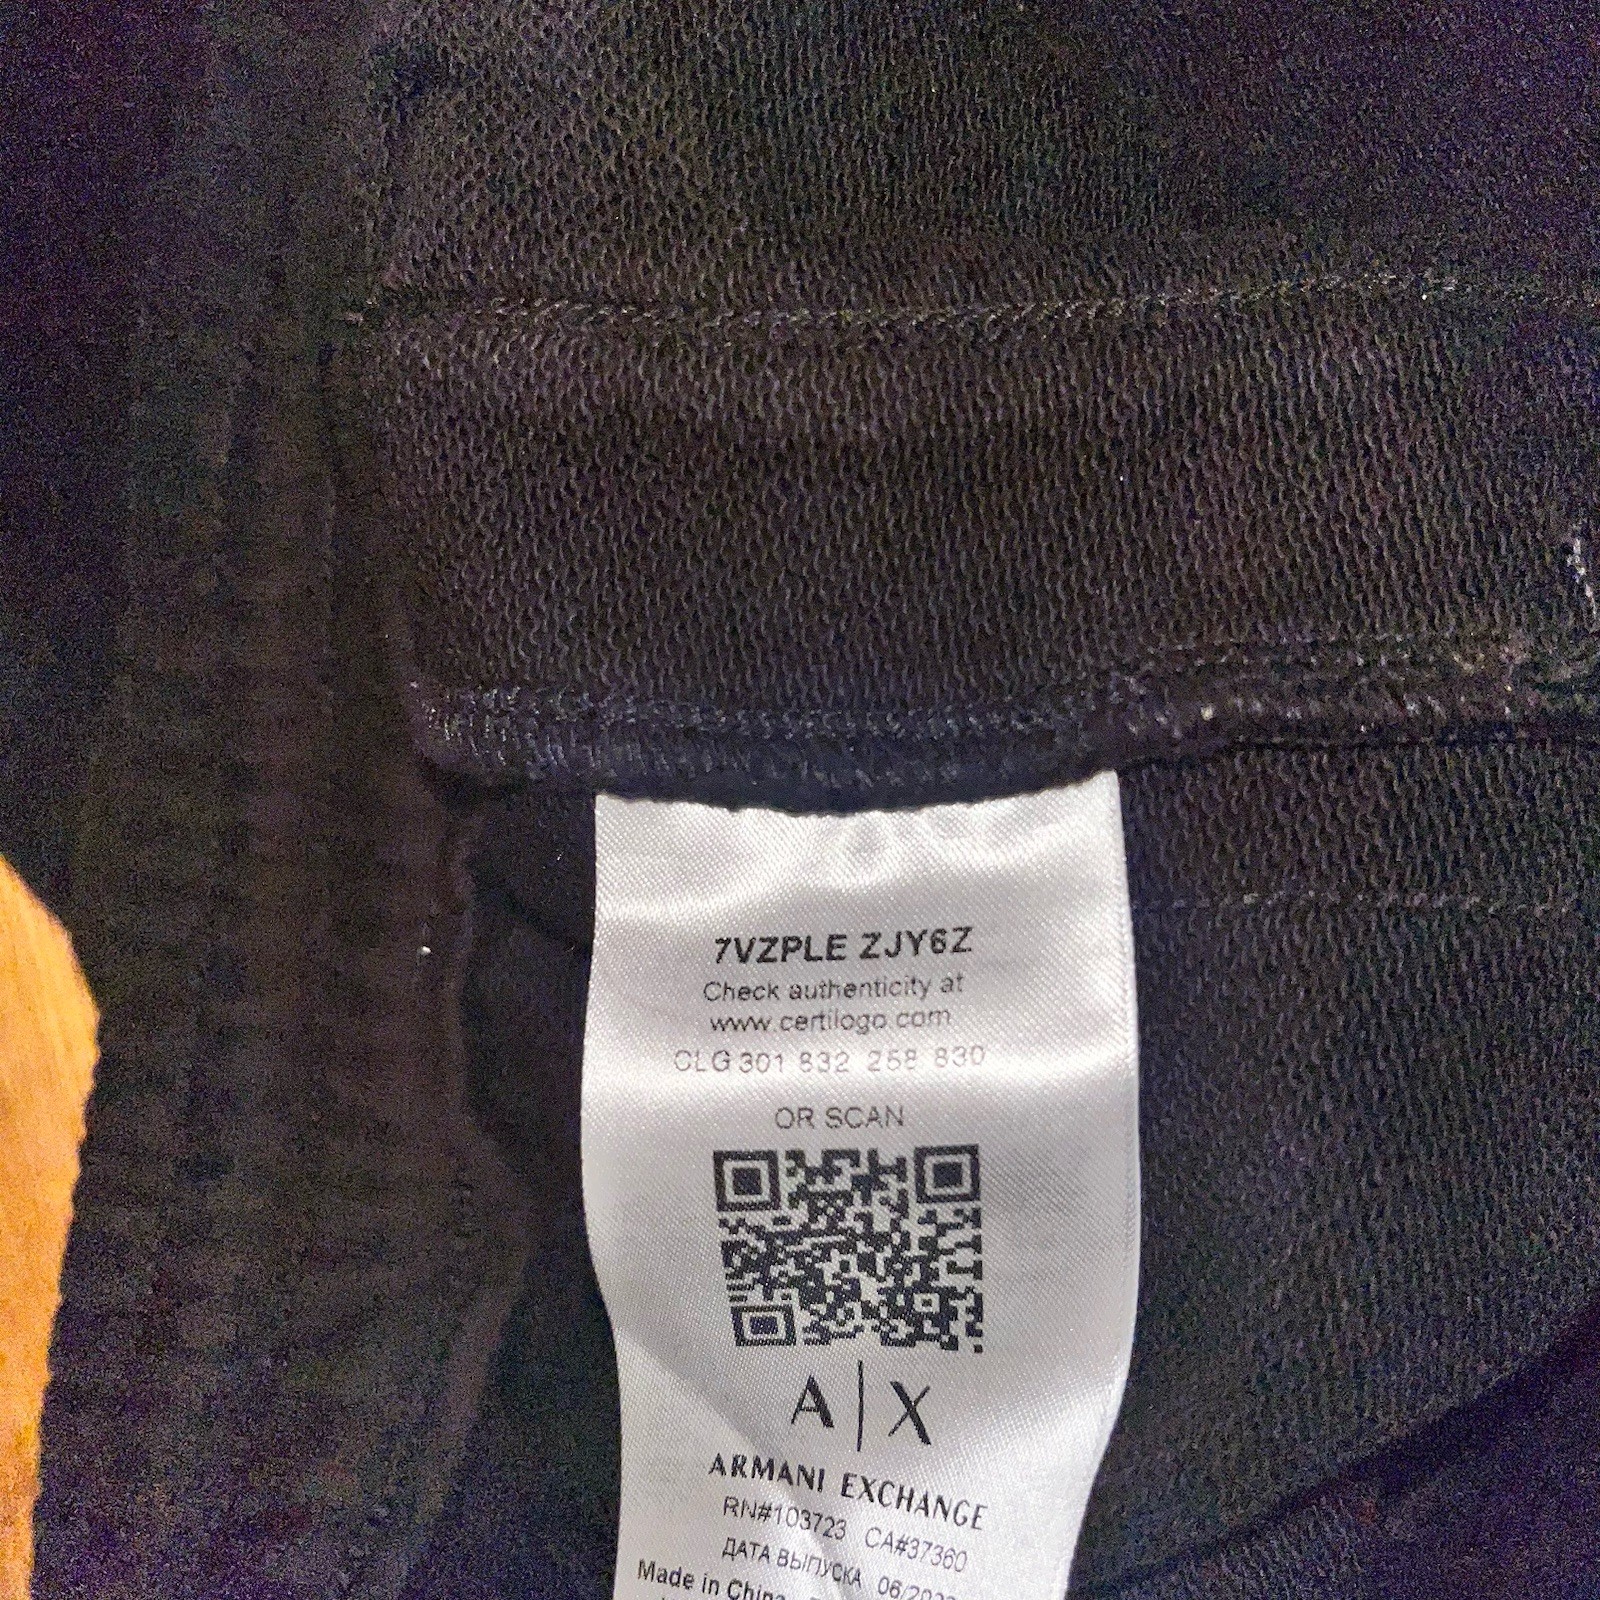 7VZPLE ZJY6Z
Check authenticity at
www.certilogo.com
CLG 301 832 258 830
OR SCAN
A|X
ARMANI EXCHANGE
RN#103723 CA#37360
ДАТА ВЫПУСКА
Made in China